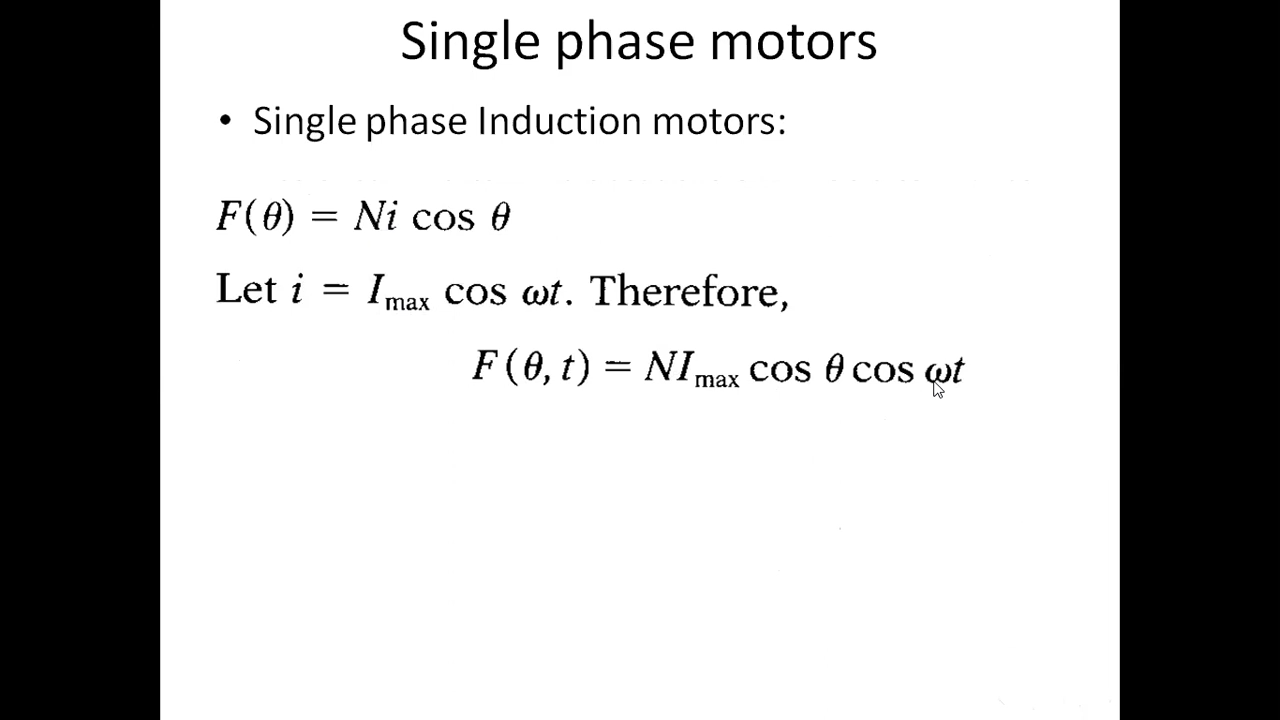 Single phase motors
• Single phase Induction motors:
F(θ) = Ni cos θ
Let i = Imax cos ωt. Therefore,
F(θ, t) = NImax cos θ cos ωt